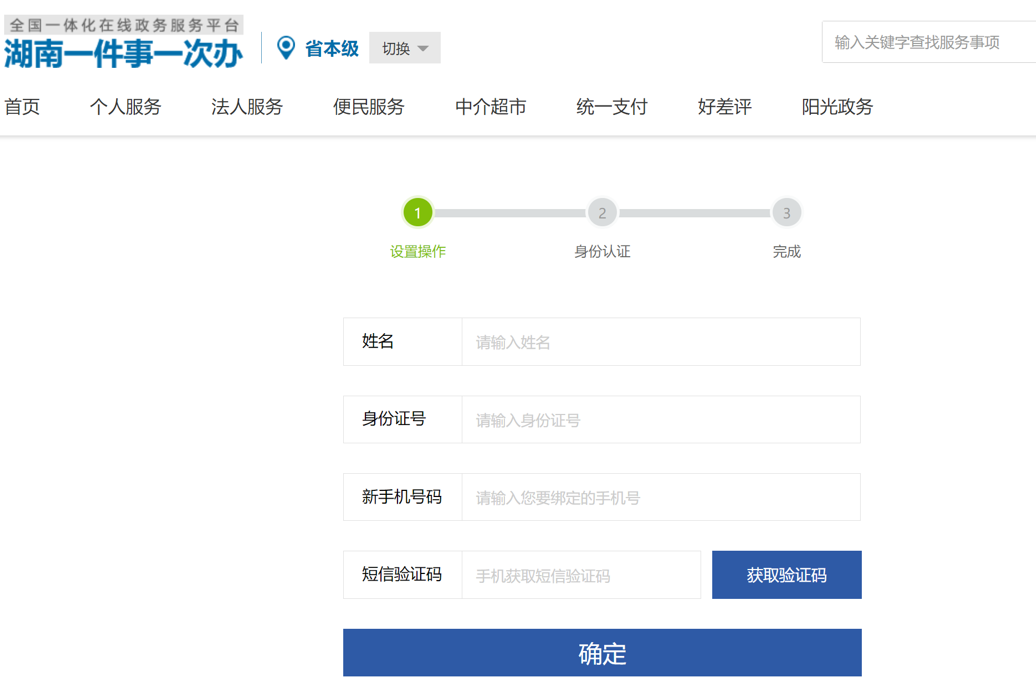 全国一体化在线政务服务平台
湖南一件事一次办
省本级
切换
输入关键字查找服务事项
首页 个人服务 法人服务 便民服务 中介超市 统一支付 好差评 阳光政务
1 2 3
设置操作 身份认证 完成
姓名 请输入姓名
身份证号 请输入身份证号
新手机号码 请输入您要绑定的手机号
短信验证码 手机获取短信验证码 获取验证码
确定